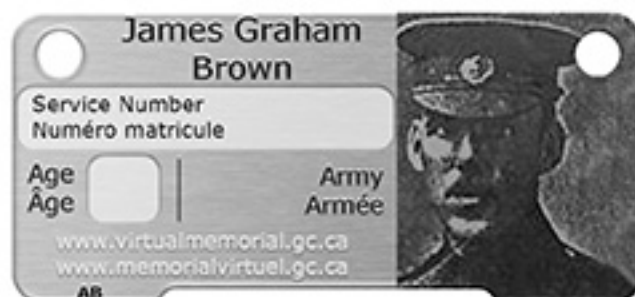 James Graham
Brown
Service Number
Numéro matricule
Age
Âge
Army
Armée
www.virtualmemorial.gc.ca
www.memorialvirtuel.gc.ca
AB